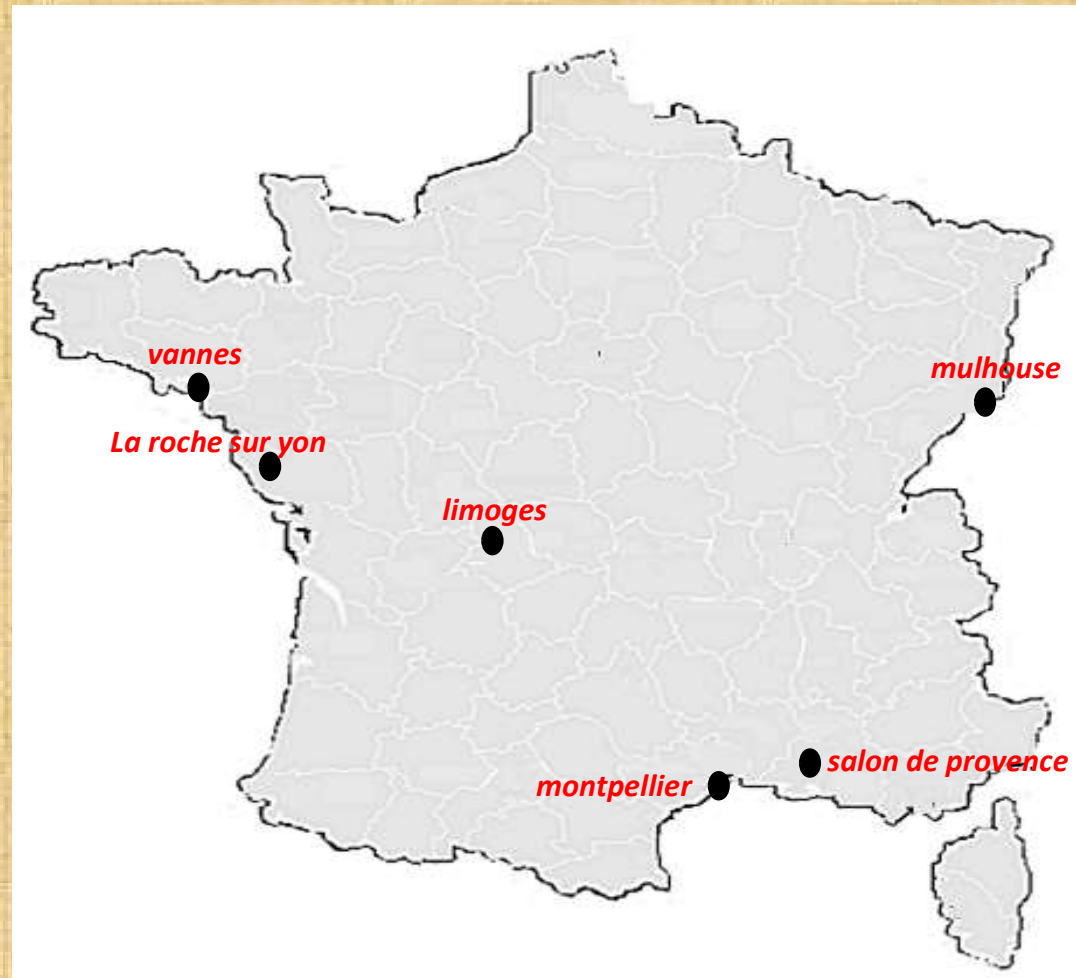 vannes
mulhouse
La roche sur yon
limoges
salon de provence
montpellier